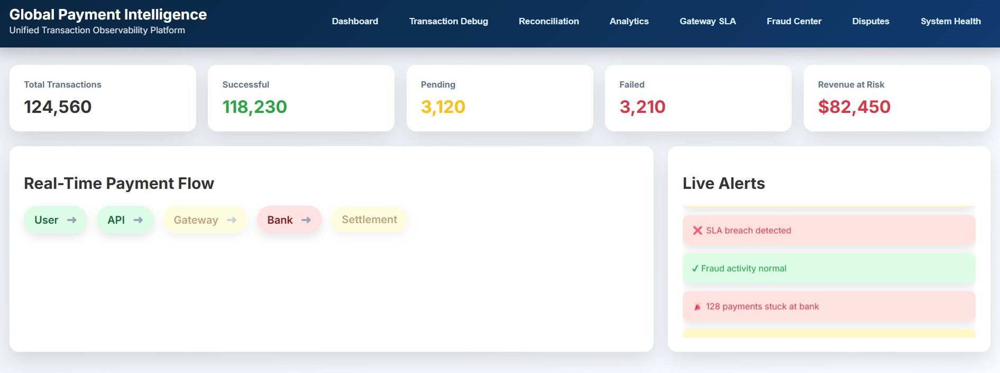 Global Payment Intelligence
Unified Transaction Observability Platform
Dashboard Transaction Debug Reconciliation Analytics Gateway SLA Fraud Center Disputes System Health
Total Transactions
124,560
Successful
118,230
Pending
3,120
Failed
3,210
Revenue at Risk
$82,450
Real-Time Payment Flow
User ➜ API ➜ Gateway ➜ Bank ➜ Settlement
Live Alerts
❌ SLA breach detected
✓ Fraud activity normal
🚨 128 payments stuck at bank